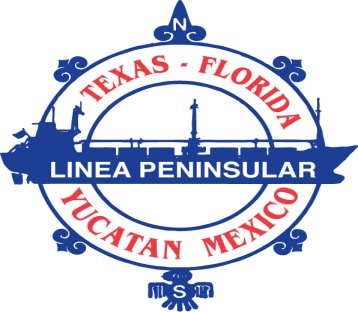 N
TEXAS - FLORIDA
LINEA PENINSULAR
YUCATAN MEXICO
S